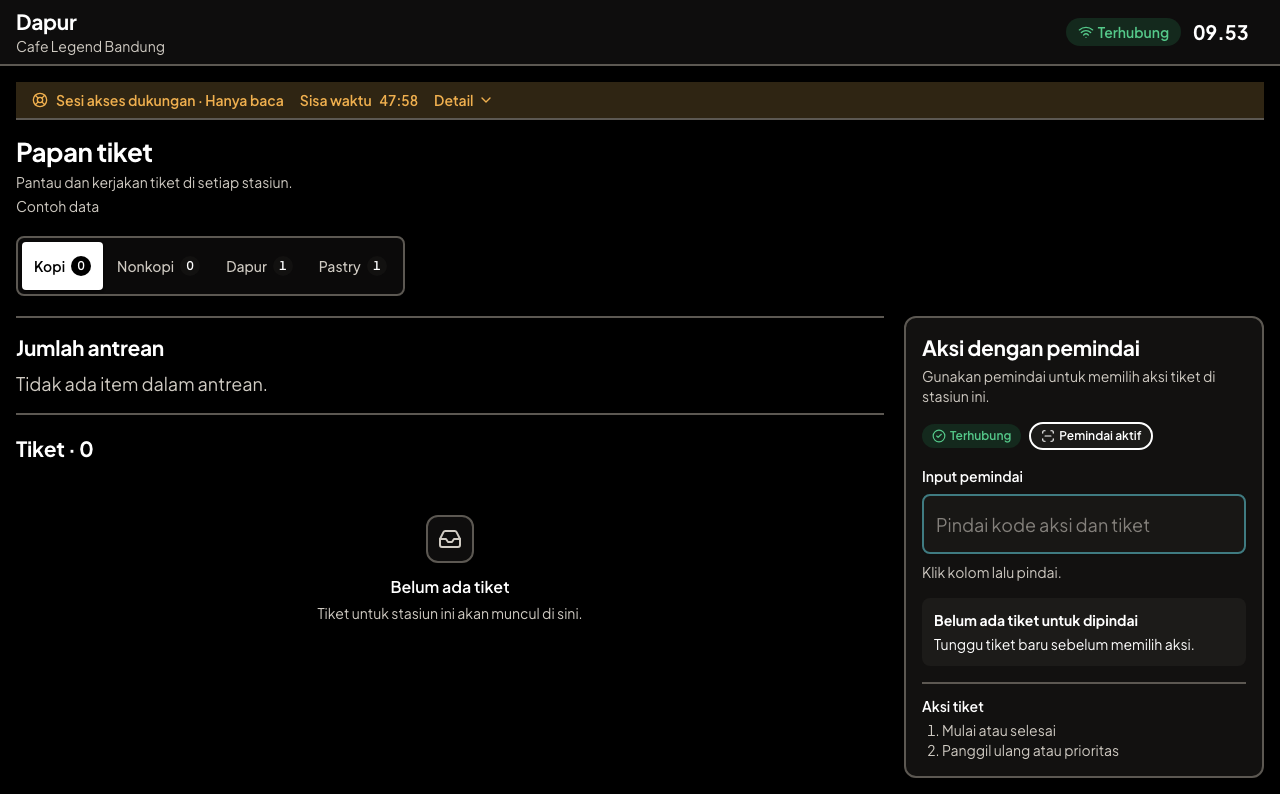 Dapur
Cafe Legend Bandung
Terhubung
09.53
Sesi akses dukungan · Hanya baca Sisa waktu 47:58 Detail
Papan tiket
Pantau dan kerjakan tiket di setiap stasiun.
Contoh data
Kopi 0 Nonkopi 0 Dapur 1 Pastry 1
Jumlah antrean
Tidak ada item dalam antrean.
Tiket · 0
Belum ada tiket
Tiket untuk stasiun ini akan muncul di sini.
Aksi dengan pemindai
Gunakan pemindai untuk memilih aksi tiket di
stasiun ini.
Terhubung Pemindai aktif
Input pemindai
Pindai kode aksi dan tiket
Klik kolom lalu pindai.
Belum ada tiket untuk dipindai
Tunggu tiket baru sebelum memilih aksi.
Aksi tiket
1. Mulai atau selesai
2. Panggil ulang atau prioritas